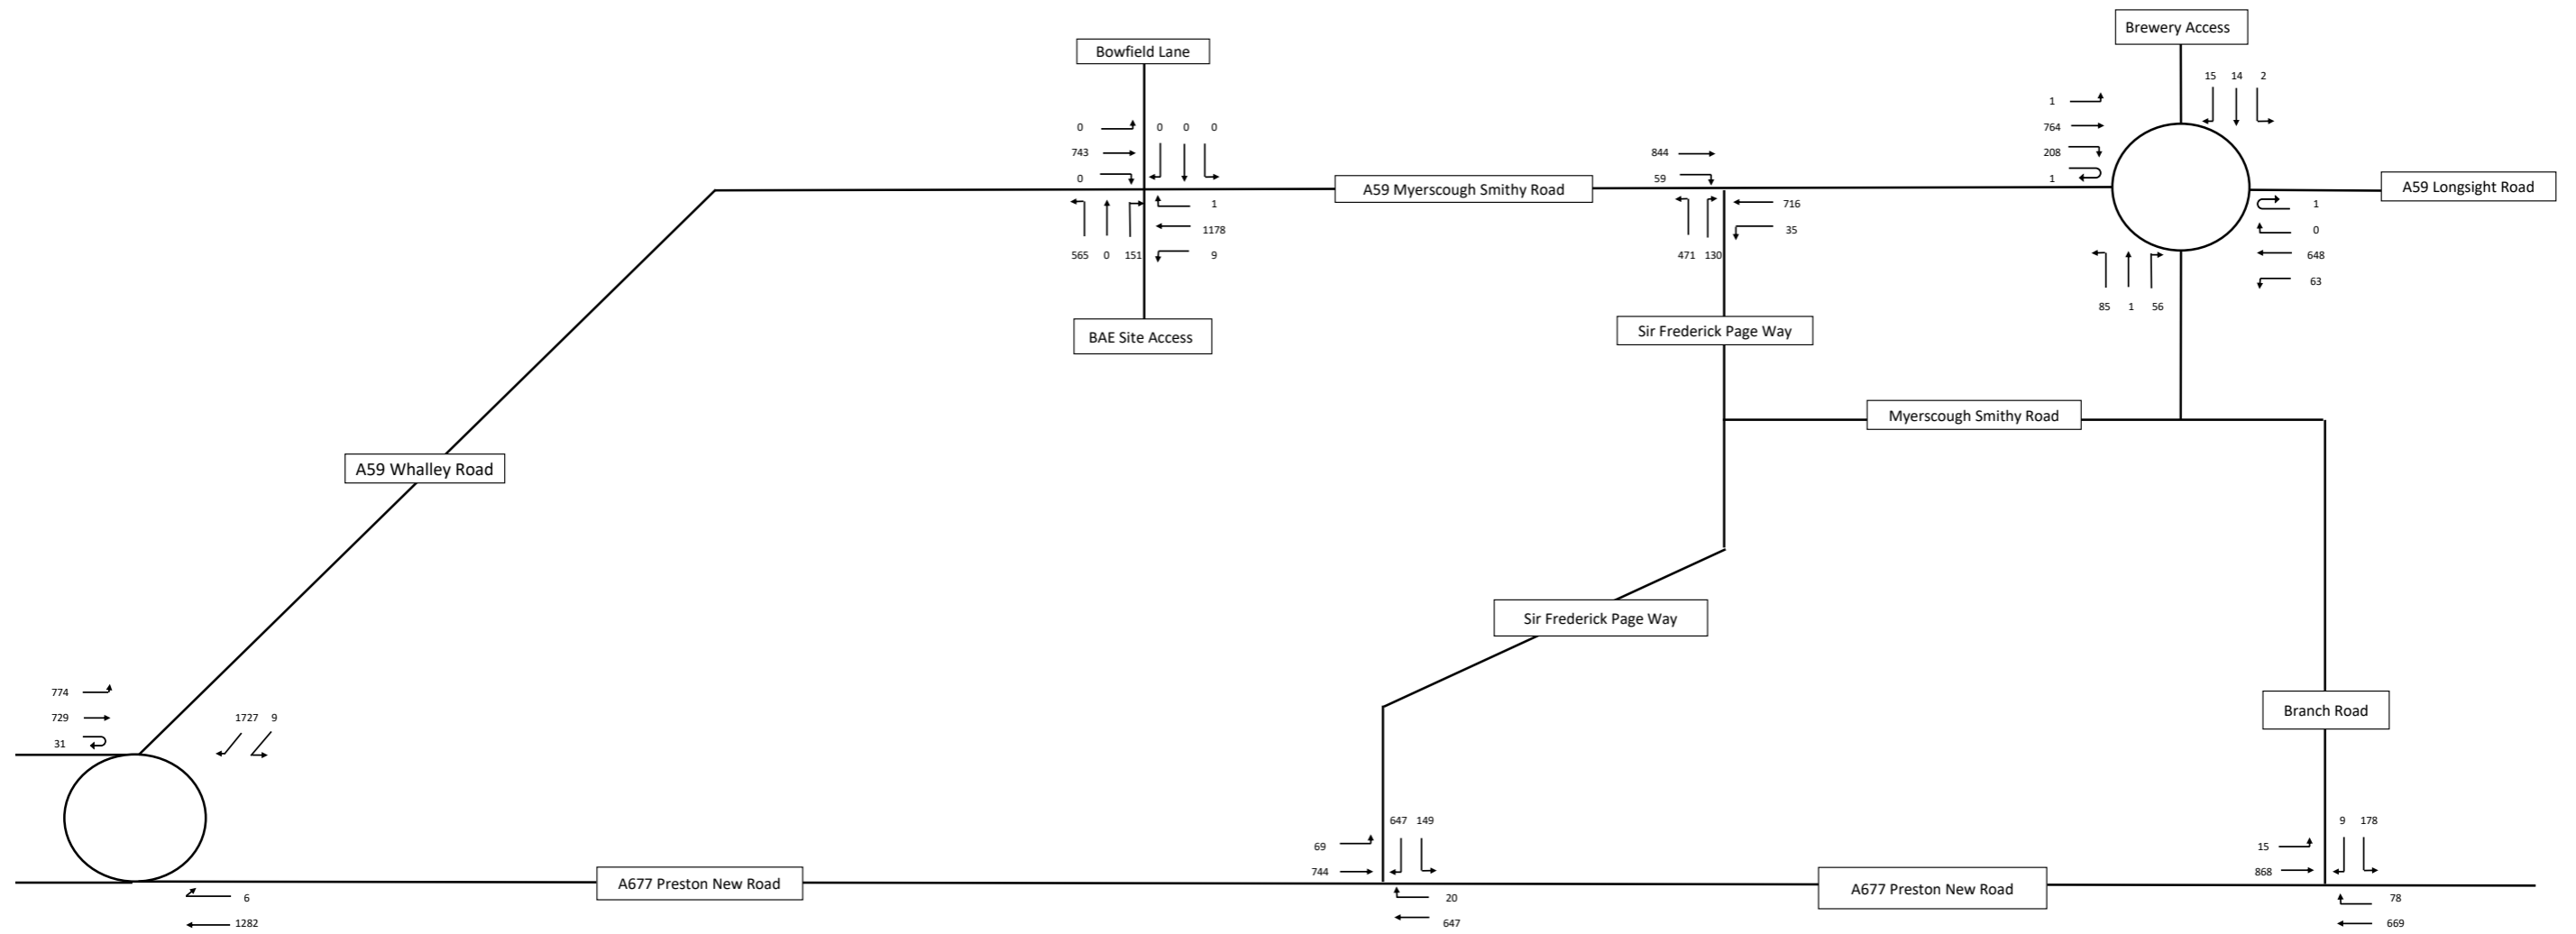 Brewery Access
Bowfield Lane
15 14 2
1
764
208
1
0
743
0
0 0 0
844
59
A59 Myerscough Smithy Road
A59 Longsight Road
1
1178
9
565 0 151
716
35
471 130
1
0
648
63
85 1 56
BAE Site Access
Sir Frederick Page Way
Myerscough Smithy Road
A59 Whalley Road
Sir Frederick Page Way
Branch Road
774
729
31
1727 9
647 149
69
744
9 178
15
868
A677 Preston New Road
A677 Preston New Road
6
1282
20
647
78
669